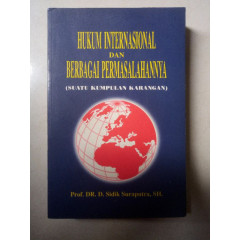 HUKUM INTERNASIONAL
DAN
BERBAGAI PERMASALAHANNYA
(SUATU KUMPULAN KARANGAN)
Prof. DR. D. Sidik Suraputra, SH.